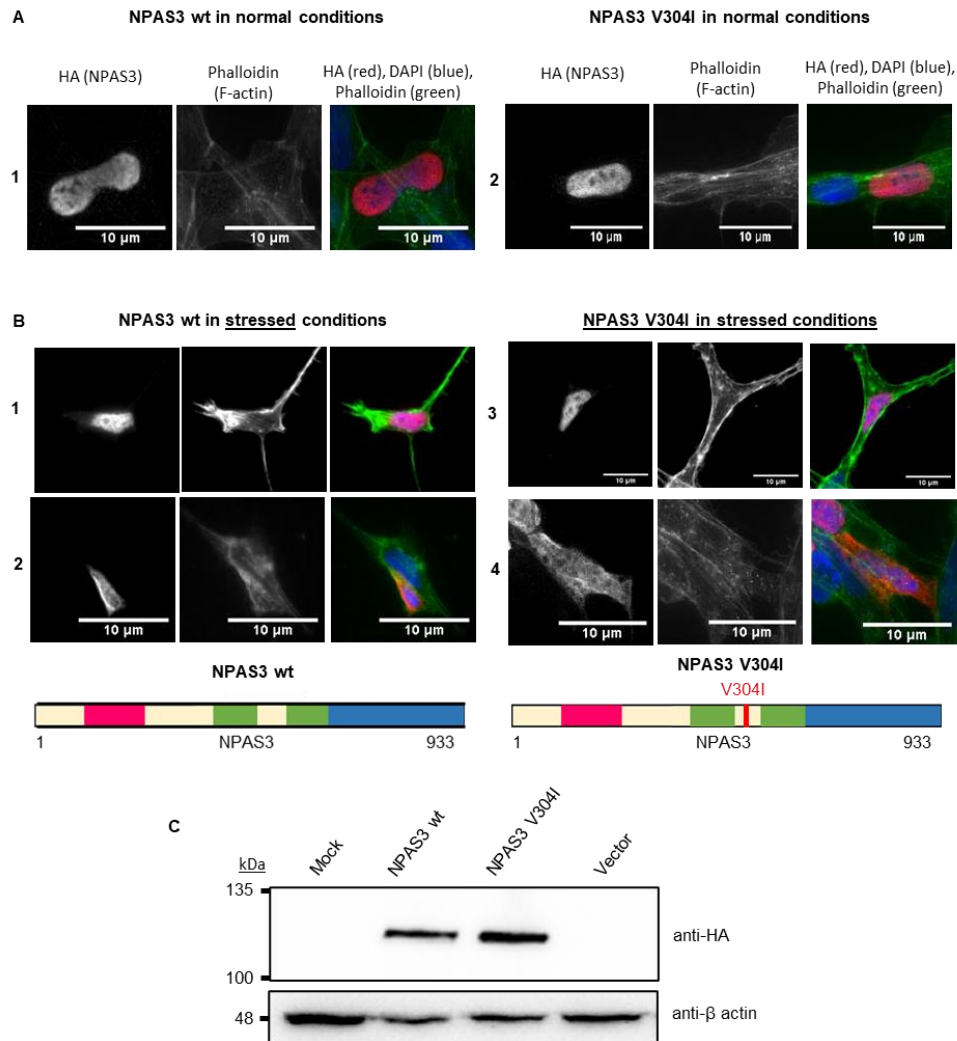 A
NPAS3 wt in normal conditions
NPAS3 V304I in normal conditions
HA (NPAS3)
Phalloidin
(F-actin)
HA (red), DAPI (blue),
Phalloidin (green)
HA (NPAS3)
Phalloidin
(F-actin)
HA (red), DAPI (blue),
Phalloidin (green)
1
10 µm
10 µm
10 µm
2
10 µm
10 µm
10 µm
B
NPAS3 wt in stressed conditions
NPAS3 V304I in stressed conditions
1
3
10 µm
10 µm
10 µm
2
10 µm
10 µm
10 µm
4
10 µm
10 µm
10 µm
NPAS3 wt
1
NPAS3
933
NPAS3 V304I
V304I
1
NPAS3
933
C
kDa
Mock
NPAS3 wt
NPAS3 V304I
Vector
135
anti-HA
100
48
anti-β actin